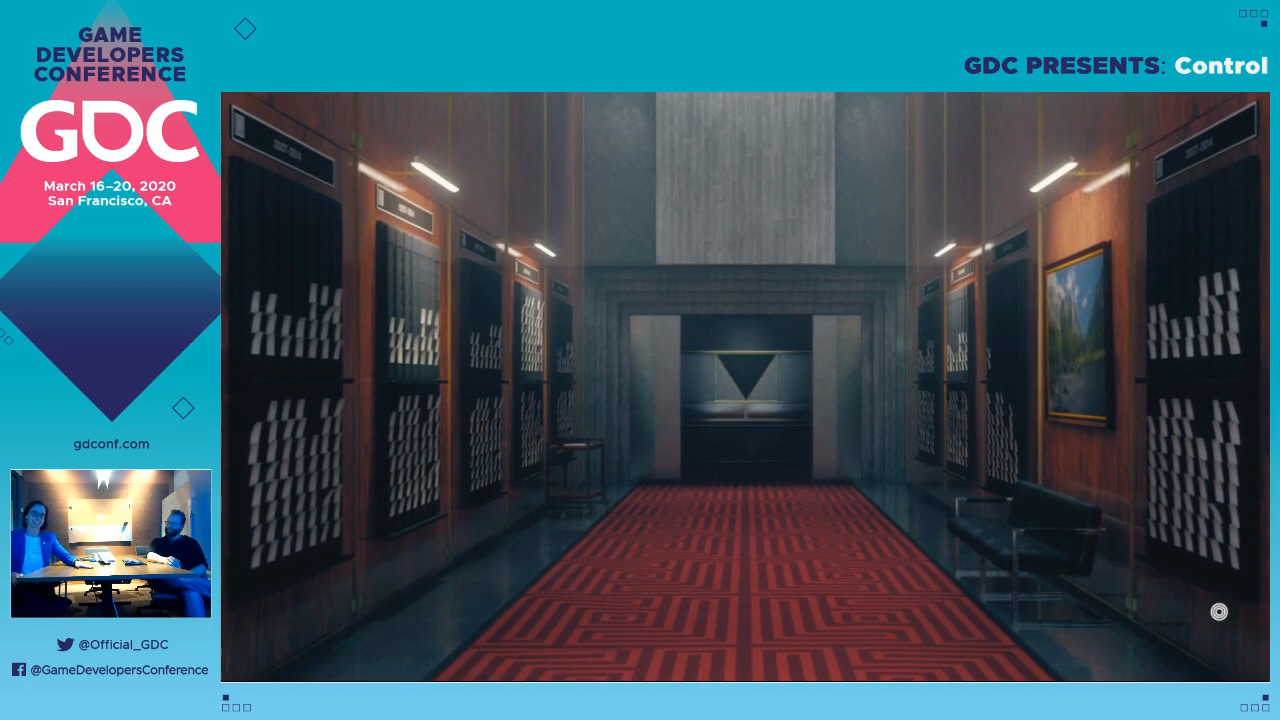 GAME
DEVELOPERS
CONFERENCE
GDC
March 16–20, 2020
San Francisco, CA
gdconf.com
@Official_GDC
@GameDevelopersConference
GDC PRESENTS: Control